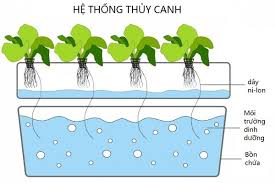 HỆ THỐNG THỦY CANH
dây
ni-lon
Môi
trường
dinh
dưỡng
Bồn
chứa